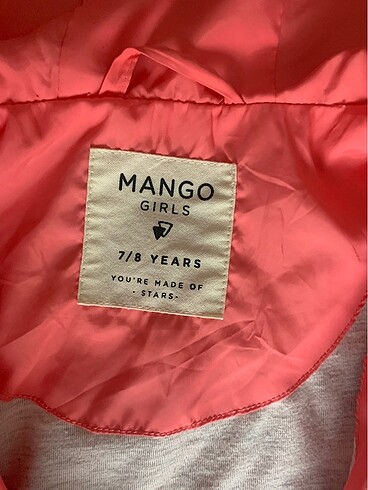 MANGO
GIRLS
7/8 YEARS
YOU'RE MADE OF
- STARS-